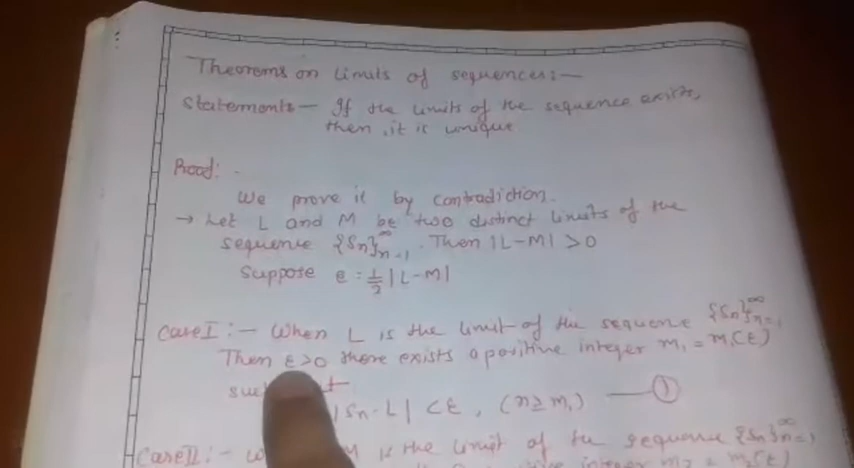 Theorems on limits of sequences:—
Statement:— If the limits of the sequence exists,
then, it is unique
Proof:-
We prove it by contradiction.
→ Let L and M be two distinct limits of the
sequence {Sn}∞n=1. Then |L-M| >0
Suppose ε = 1/2 |L-M|
Case I :- When L is the limit of the sequence {Sn}∞n=1
Then ε>0 there exists a positive integer m₁ = m₁(ε)
|Sn-L| <ε, (n≥m₁) —①
Case II :- M is the limit of the sequence {Sn}∞n=1
integer m₂ = m₂(ε)